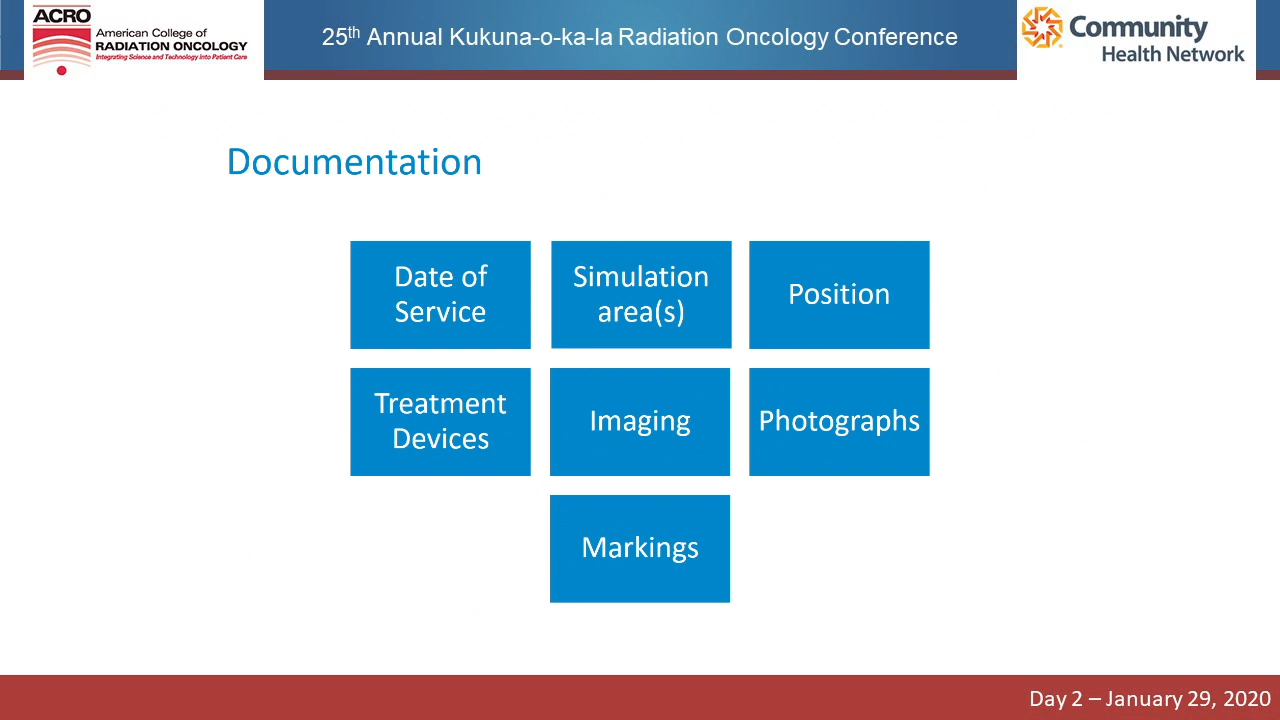 ACRO
American College of
RADIATION ONCOLOGY
Integrating Science and Technology Into Patient Care
25th Annual Kukuna-o-ka-la Radiation Oncology Conference
Community
Health Network
Documentation
Date of
Service
Simulation
area(s)
Position
Treatment
Devices
Imaging
Photographs
Markings
Day 2 – January 29, 2020